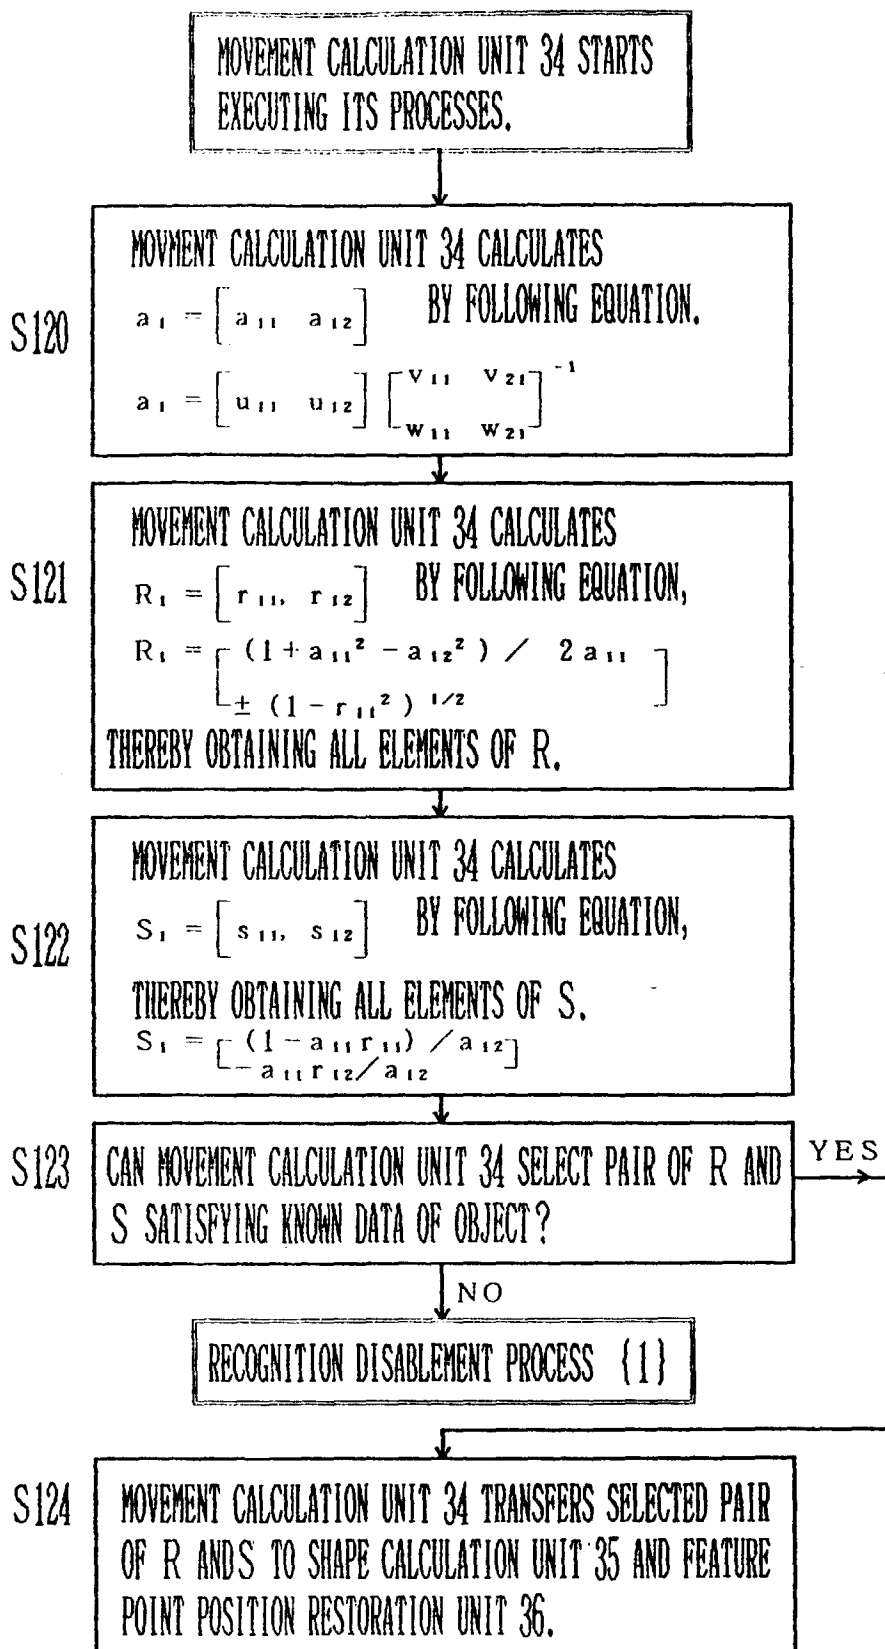 MOVEMENT CALCULATION UNIT 34 STARTS
EXECUTING ITS PROCESSES.
S120
MOVMENT CALCULATION UNIT 34 CALCULATES
a₁ = [a₁₁ a₁₂] BY FOLLOWING EQUATION.
a₁ = [u₁₁ u₁₂] [v₁₁ v₂₁
w₁₁ w₂₁]⁻¹
S121
MOVEMENT CALCULATION UNIT 34 CALCULATES
R₁ = [r₁₁, r₁₂] BY FOLLOWING EQUATION,
R₁ = [(1+a₁₁²-a₁₂²) / 2a₁₁
± (1-r₁₁²)¹/²]
THEREBY OBTAINING ALL ELEMENTS OF R.
S122
MOVEMENT CALCULATION UNIT 34 CALCULATES
S₁ = [s₁₁, s₁₂] BY FOLLOWING EQUATION,
THEREBY OBTAINING ALL ELEMENTS OF S.
S₁ = [(1-a₁₁r₁₁) /a₁₂
-a₁₁r₁₂/a₁₂]
S123
CAN MOVEMENT CALCULATION UNIT 34 SELECT PAIR OF R AND
S SATISFYING KNOWN DATA OF OBJECT?
YES
NO
RECOGNITION DISABLEMENT PROCESS {1}
S124
MOVEMENT CALCULATION UNIT 34 TRANSFERS SELECTED PAIR
OF R ANDS TO SHAPE CALCULATION UNIT 35 AND FEATURE
POINT POSITION RESTORATION UNIT 36.